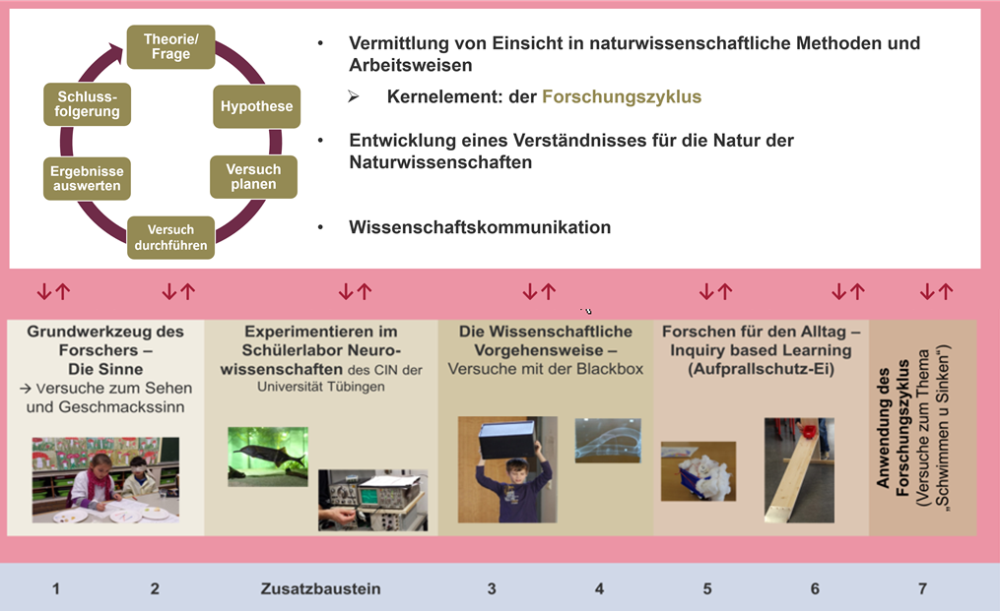 Theorie/
Frage
Hypothese
Versuch
planen
Versuch
durchführen
Ergebnisse
auswerten
Schluss-
folgerung
• Vermittlung von Einsicht in naturwissenschaftliche Methoden und
Arbeitsweisen
➢ Kernelement: der Forschungszyklus
• Entwicklung eines Verständnisses für die Natur der
Naturwissenschaften
• Wissenschaftskommunikation
↓↑ ↓↑ ↓↑ ↓↑ ↓↑ ↓↑ ↓↑
Grundwerkzeug des
Forschers –
Die Sinne
→ Versuche zum Sehen
und Geschmackssinn
Experimentieren im
Schülerlabor Neuro-
wissenschaften des CIN der
Universität Tübingen
Die Wissenschaftliche
Vorgehensweise –
Versuche mit der Blackbox
Forschen für den Alltag –
Inquiry based Learning
(Aufprallschutz-Ei)
Anwendung des
Forschungszyklus
(Versuche zum Thema
„Schwimmen u Sinken“)
1 2 Zusatzbaustein 3 4 5 6 7